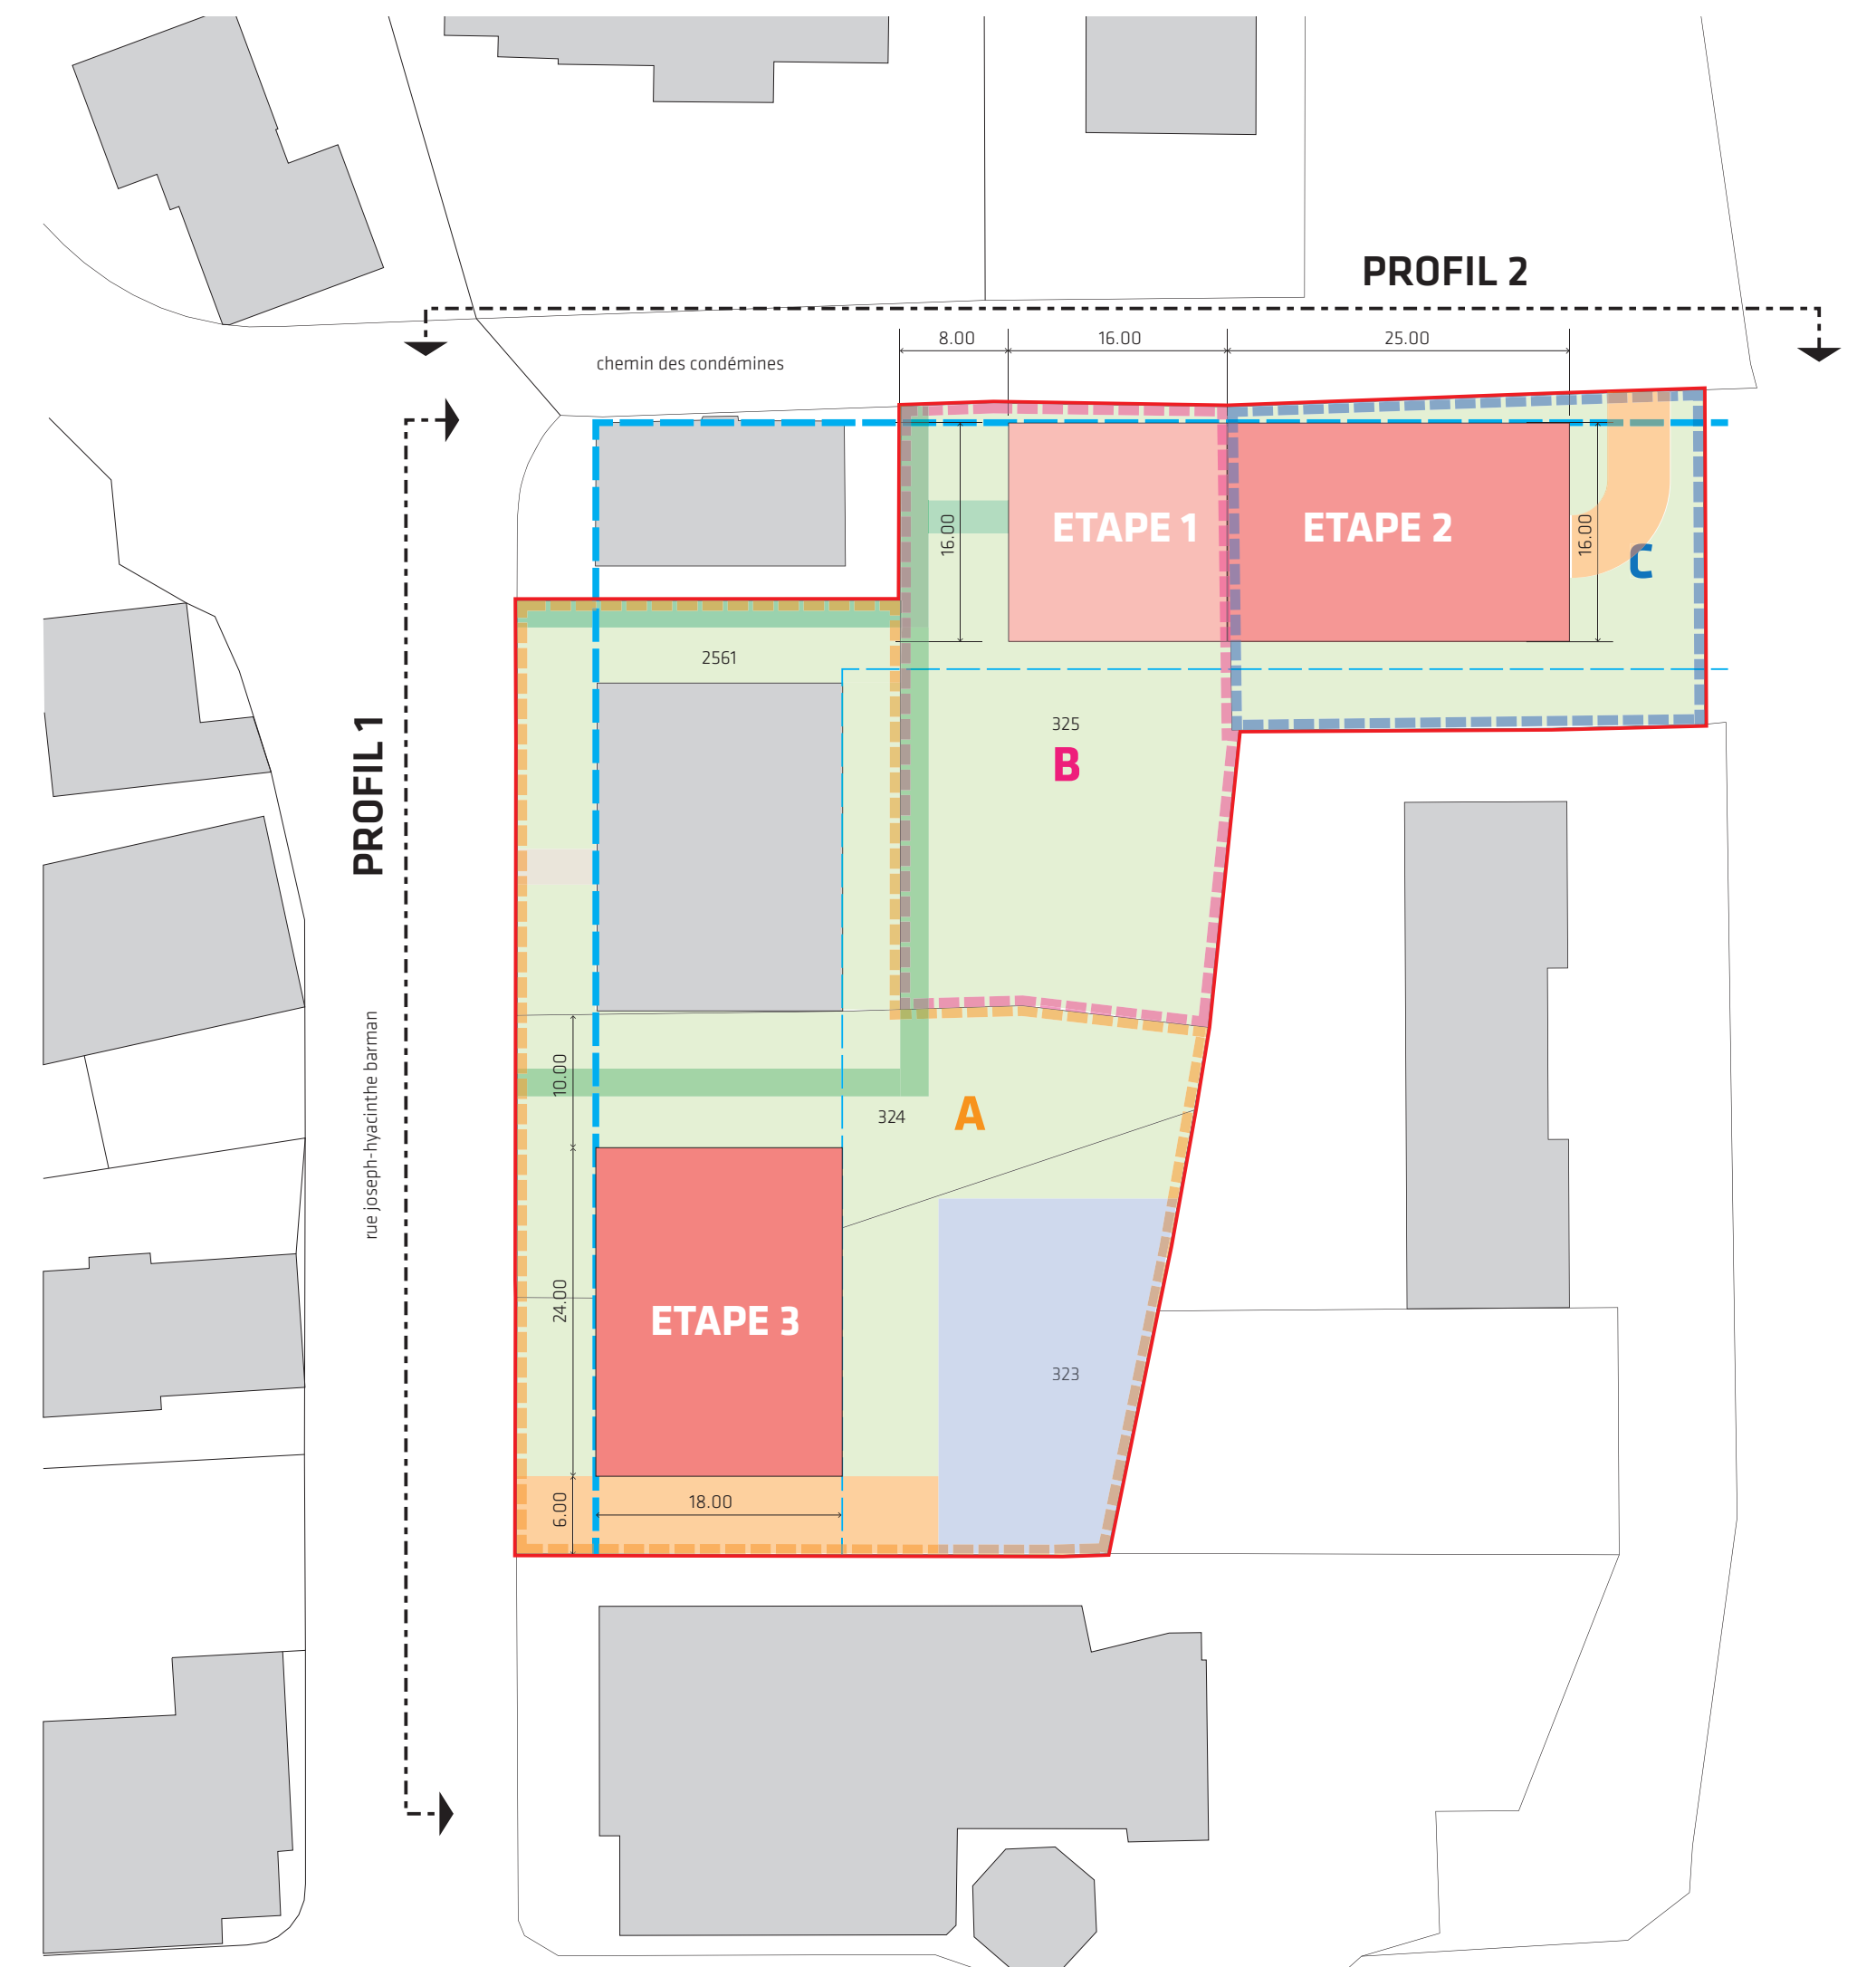 PROFIL 2
8.00
16.00
25.00
chemin des condémines
ETAPE 1
ETAPE 2
16.00
16.00
C
2561
325
B
PROFIL 1
rue joseph-hyacinthe barman
10.00
324
A
24.00
ETAPE 3
323
6.00
18.00